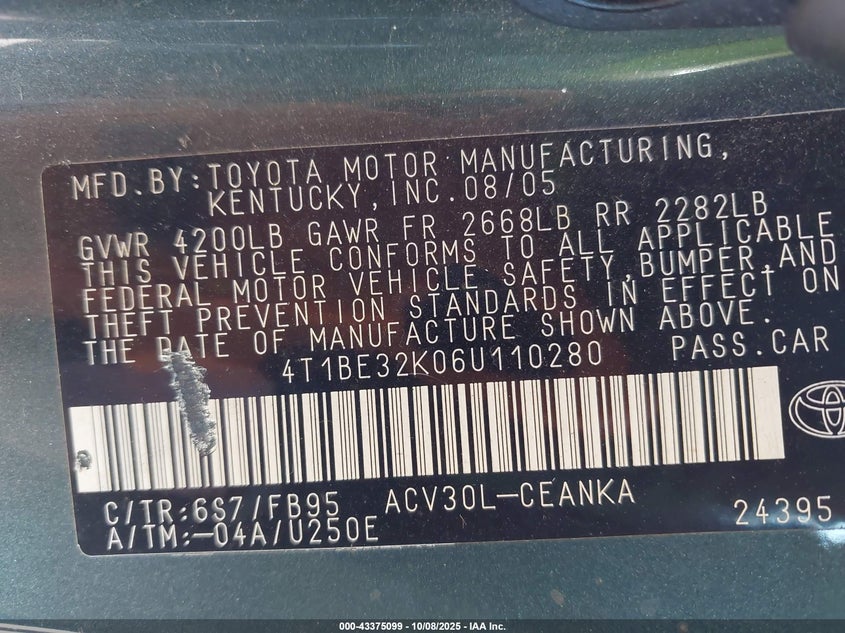 MFD.BY:TOYOTA MOTOR MANUFACTURING,
KENTUCKY,INC.08/05
GVWR 4200LB GAWR FR 2668LB RR 2282LB
THIS VEHICLE CONFORMS TO ALL APPLICABLE
FEDERAL MOTOR VEHICLE SAFETY,BUMPER,AND
THEFT PREVENTION STANDARDS IN EFFECT ON
THE DATE OF MANUFACTURE SHOWN ABOVE.
4T1BE32K06U110280 PASS.CAR
C/TR:6S7/FB95 ACV30L-CEANKA
A/TM:-04A/U250E 24395
000-43375099 - 10/08/2025 - IAA Inc.